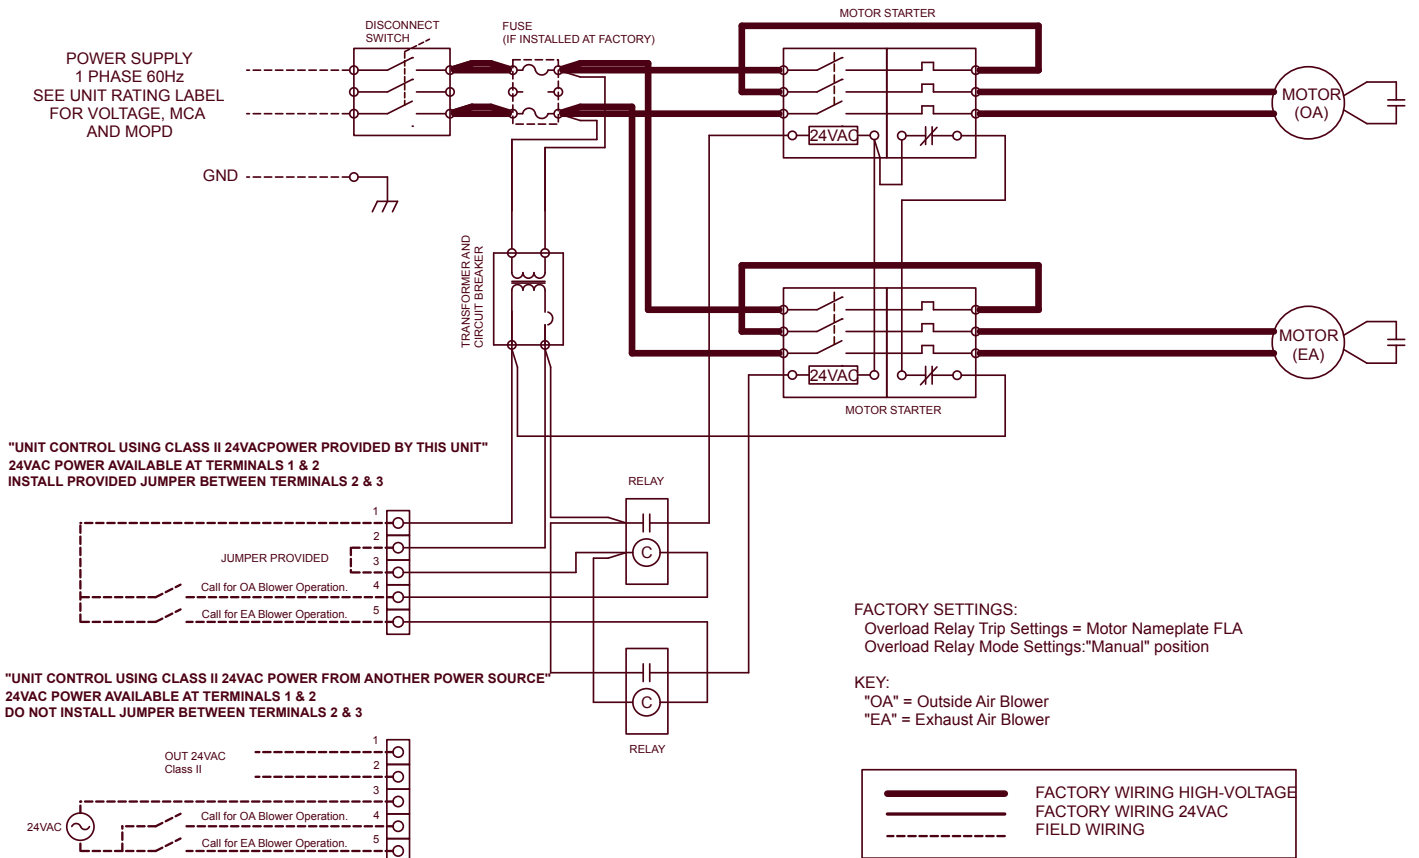 MOTOR STARTER
DISCONNECT
SWITCH
FUSE
(IF INSTALLED AT FACTORY)
POWER SUPPLY
1 PHASE 60Hz
SEE UNIT RATING LABEL
FOR VOLTAGE, MCA
AND MOPD
MOTOR
(OA)
24VAC
GND
TRANSFORMER AND
CIRCUIT BREAKER
MOTOR
(EA)
24VAC
MOTOR STARTER
"UNIT CONTROL USING CLASS II 24VACPOWER PROVIDED BY THIS UNIT"
24VAC POWER AVAILABLE AT TERMINALS 1 & 2
INSTALL PROVIDED JUMPER BETWEEN TERMINALS 2 & 3
RELAY
1
2
JUMPER PROVIDED
3
C
Call for OA Blower Operation.
4
Call for EA Blower Operation.
5
FACTORY SETTINGS:
Overload Relay Trip Settings = Motor Nameplate FLA
Overload Relay Mode Settings:"Manual" position
"UNIT CONTROL USING CLASS II 24VAC POWER FROM ANOTHER POWER SOURCE"
24VAC POWER AVAILABLE AT TERMINALS 1 & 2
DO NOT INSTALL JUMPER BETWEEN TERMINALS 2 & 3
C
RELAY
KEY:
"OA" = Outside Air Blower
"EA" = Exhaust Air Blower
1
OUT 24VAC
Class II
2
3
24VAC
Call for OA Blower Operation.
4
Call for EA Blower Operation.
5
FACTORY WIRING HIGH-VOLTAGE
FACTORY WIRING 24VAC
FIELD WIRING